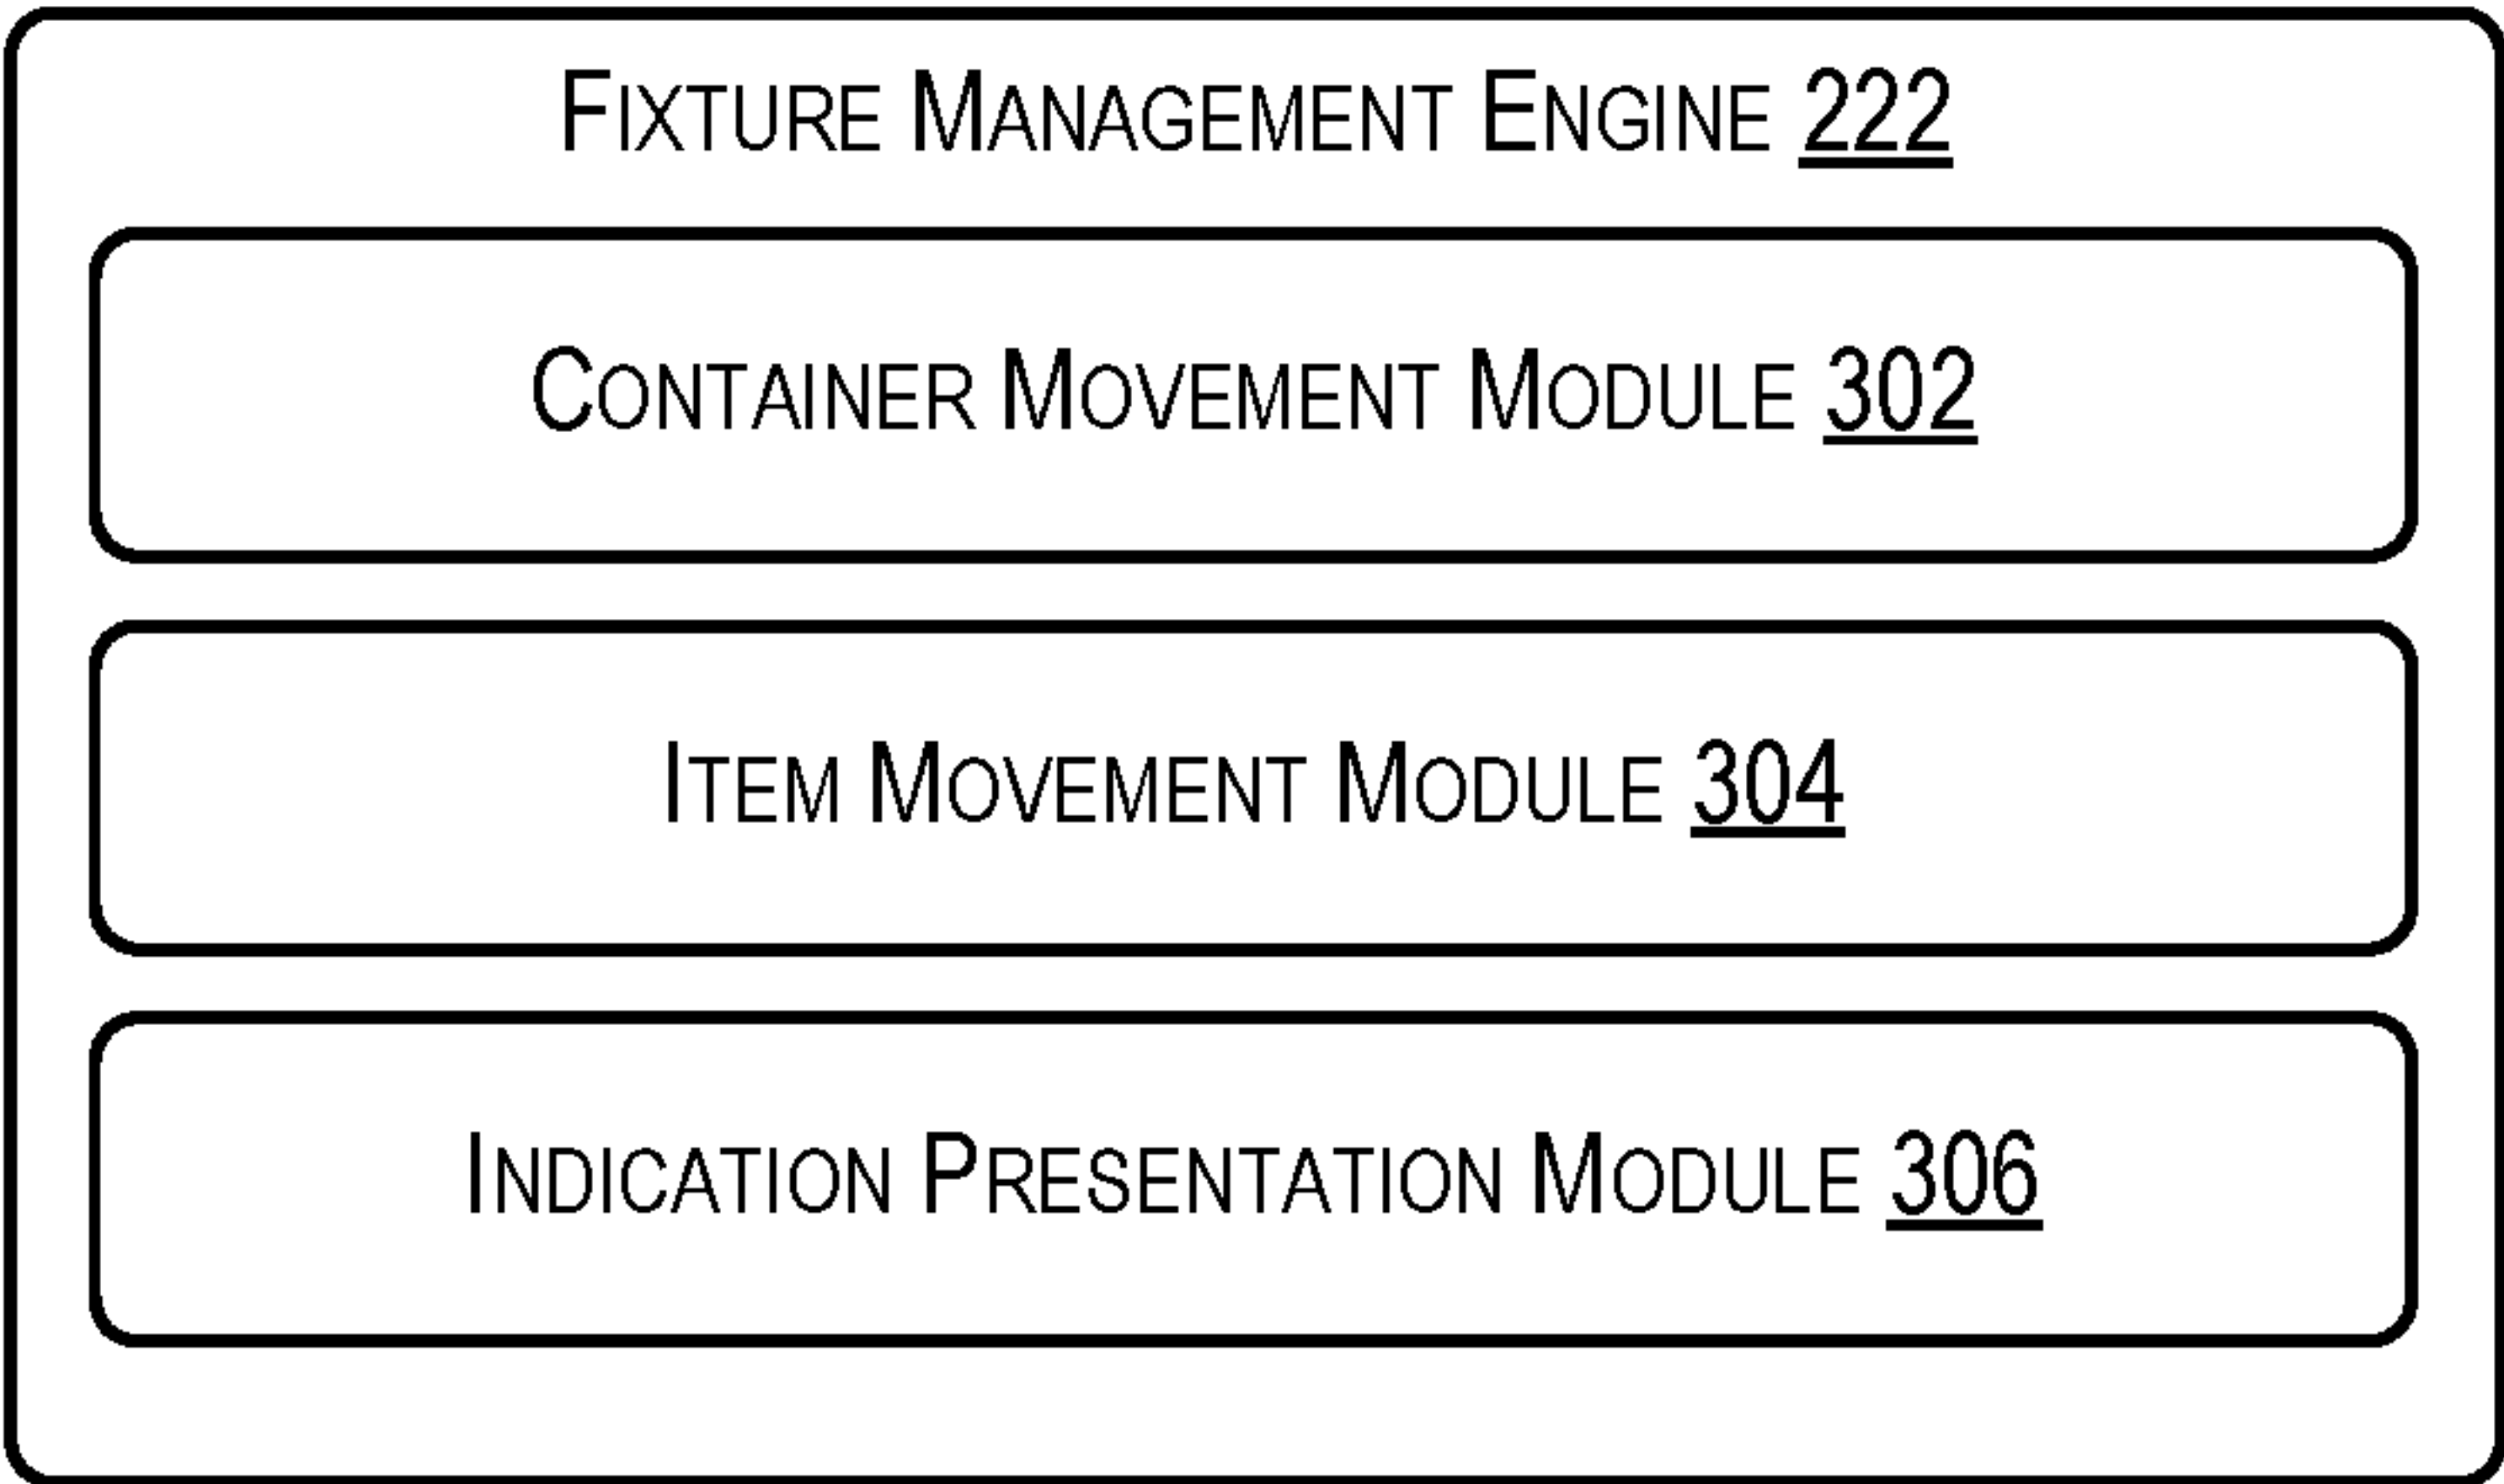 Fixture Management Engine 222
Container Movement Module 302
Item Movement Module 304
Indication Presentation Module 306